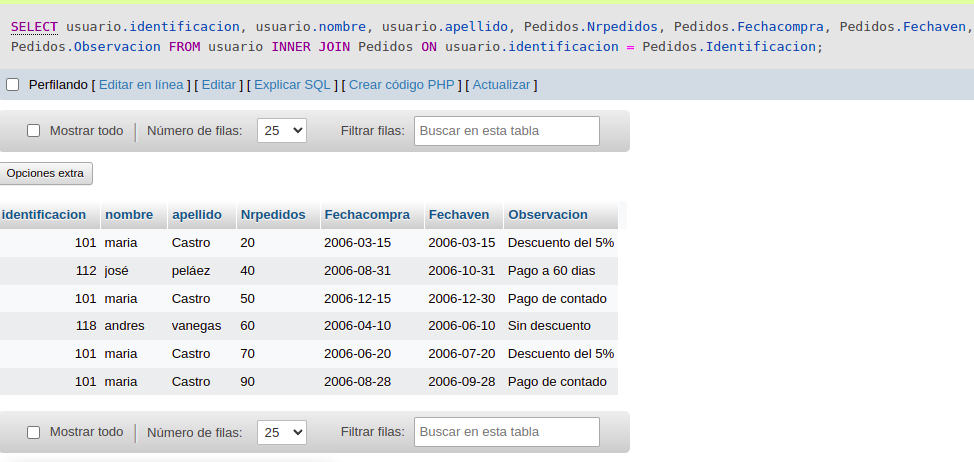 SELECT usuario.identificacion, usuario.nombre, usuario.apellido, Pedidos.Nrpedidos, Pedidos.Fechacompra, Pedidos.Fechaven,
Pedidos.Observacion FROM usuario INNER JOIN Pedidos ON usuario.identificacion = Pedidos.Identificacion;
Perfilando [ Editar en línea ] [ Editar ] [ Explicar SQL ] [ Crear código PHP ] [ Actualizar ]
Mostrar todo | Número de filas: 25 Filtrar filas: Buscar en esta tabla
Opciones extra
identificacion nombre apellido Nrpedidos Fechacompra Fechaven Observacion
101 maria Castro 20 2006-03-15 2006-03-15 Descuento del 5%
112 josé peláez 40 2006-08-31 2006-10-31 Pago a 60 dias
101 maria Castro 50 2006-12-15 2006-12-30 Pago de contado
118 andres vanegas 60 2006-04-10 2006-06-10 Sin descuento
101 maria Castro 70 2006-06-20 2006-07-20 Descuento del 5%
101 maria Castro 90 2006-08-28 2006-09-28 Pago de contado
Mostrar todo | Número de filas: 25 Filtrar filas: Buscar en esta tabla